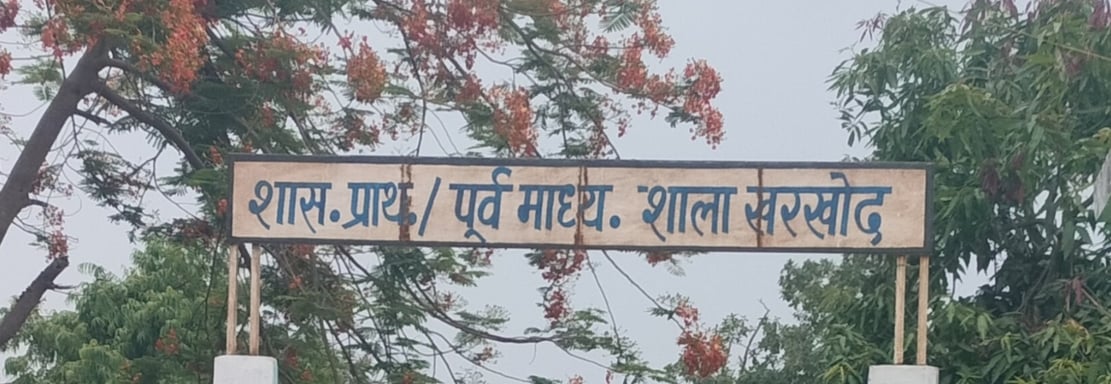 शास. प्राथ. / पूर्व माध्य. शाला खरखोद